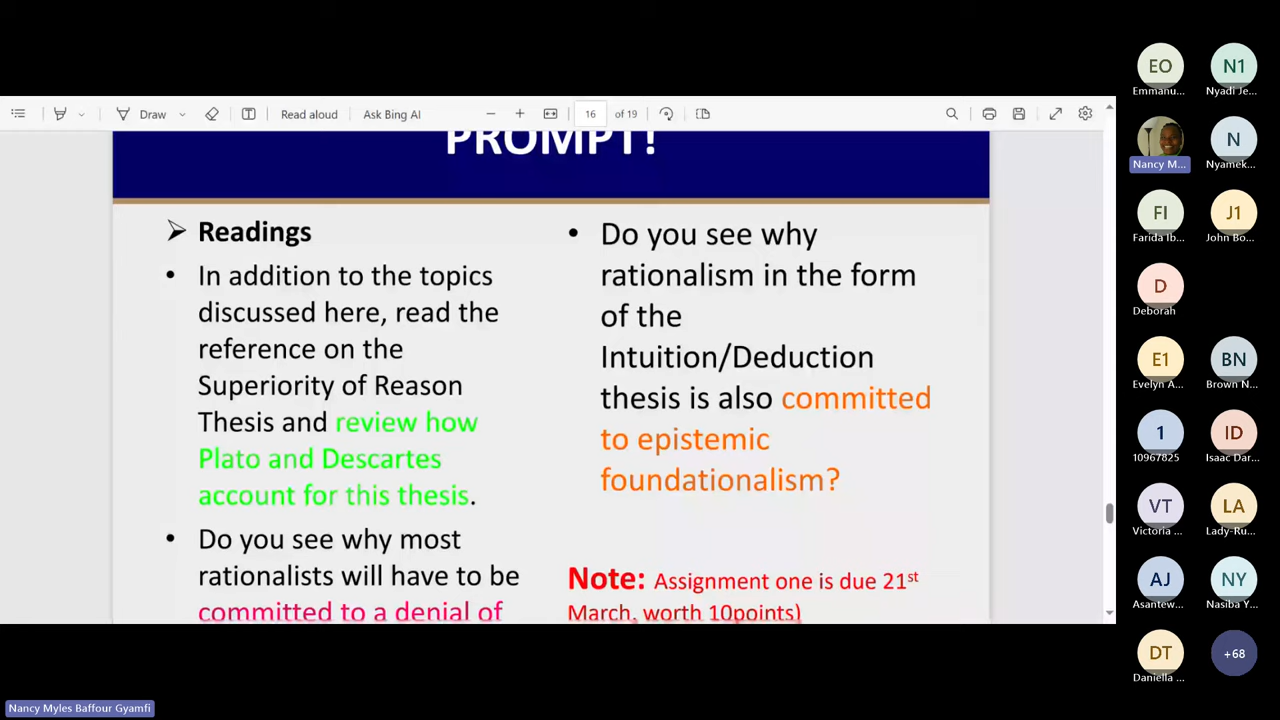 Draw
Read aloud
Ask Bing AI
16
of 19
PROMPT!
➢ Readings
• In addition to the topics
discussed here, read the
reference on the
Superiority of Reason
Thesis and review how
Plato and Descartes
account for this thesis.
• Do you see why most
rationalists will have to be
committed to a denial of
• Do you see why
rationalism in the form
of the
Intuition/Deduction
thesis is also committed
to epistemic
foundationalism?
Note: Assignment one is due 21st
March, worth 10points)
EO
Emmanu...
N1
Nyadi Je...
Nancy M...
N
Nyamek...
FI
Farida Ib...
J1
John Bo...
D
Deborah
E1
Evelyn A...
BN
Brown N...
1
10967825
ID
Isaac Dar...
VT
Victoria ...
LA
Lady-Ru...
AJ
Asantew...
NY
Nasiba Y...
DT
Daniella ...
+68
Nancy Myles Baffour Gyamfi